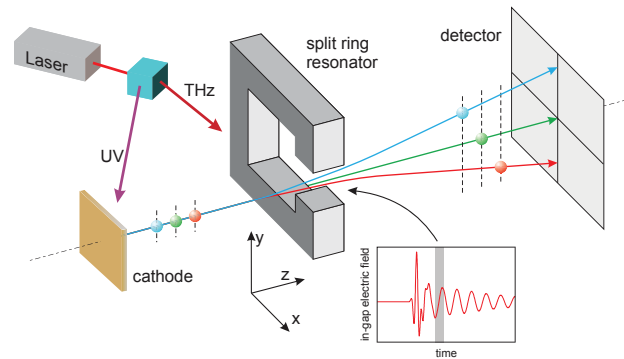 Laser
THz
UV
cathode
split ring
resonator
detector
y
z
x
in-gap electric field
time